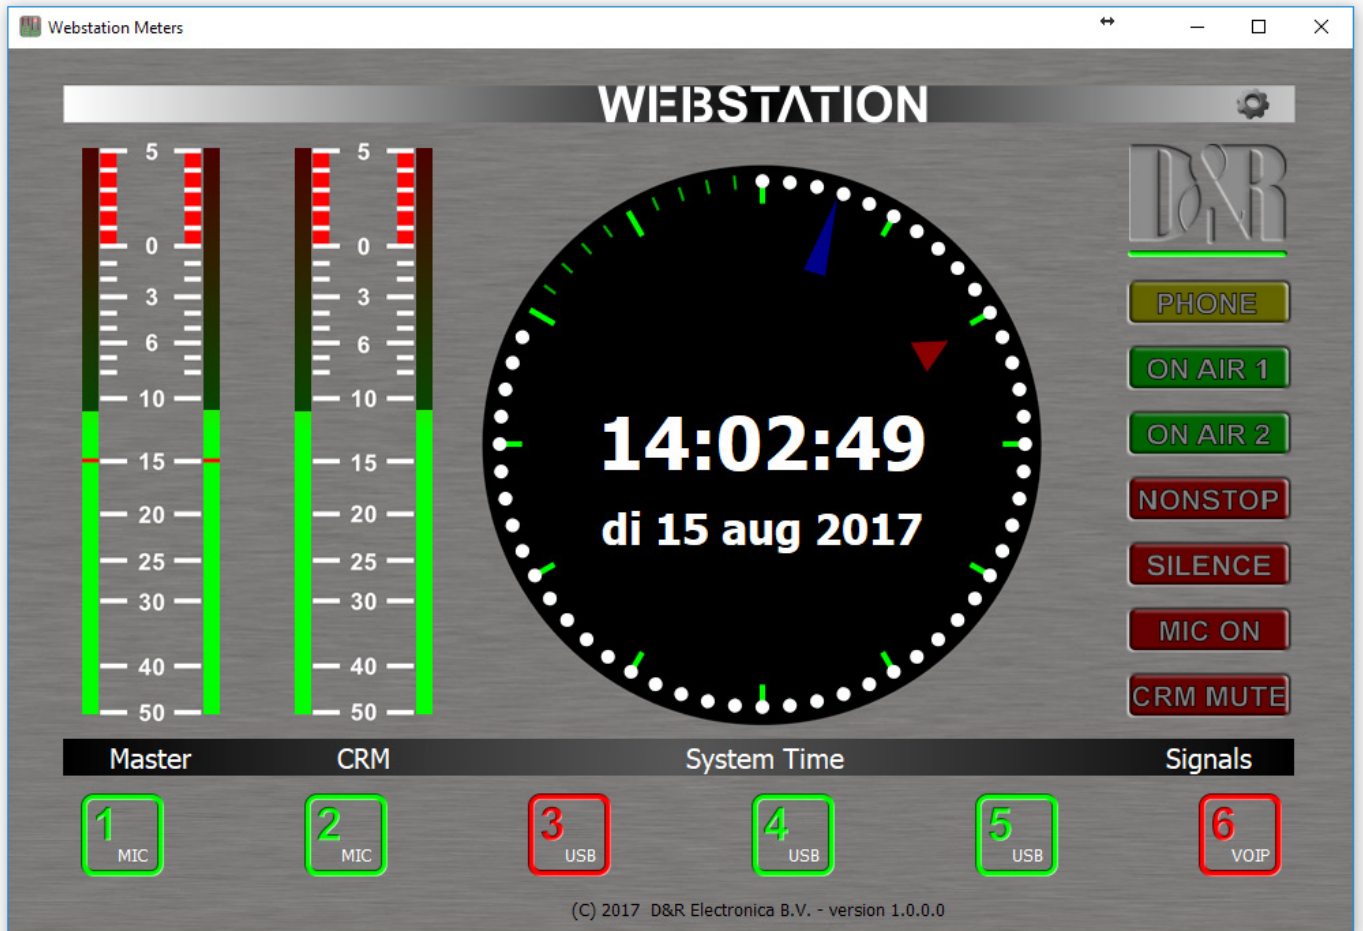 Webstation Meters
WEBSTATION
5 5
0 0
3 3
6 6
10 10
15 15
20 20
25 25
30 30
40 40
50 50
14:02:49
di 15 aug 2017
D&R
PHONE
ON AIR 1
ON AIR 2
NONSTOP
SILENCE
MIC ON
CRM MUTE
Master CRM System Time Signals
1 MIC 2 MIC 3 USB 4 USB 5 USB 6 VOIP
(C) 2017 D&R Electronica B.V. - version 1.0.0.0